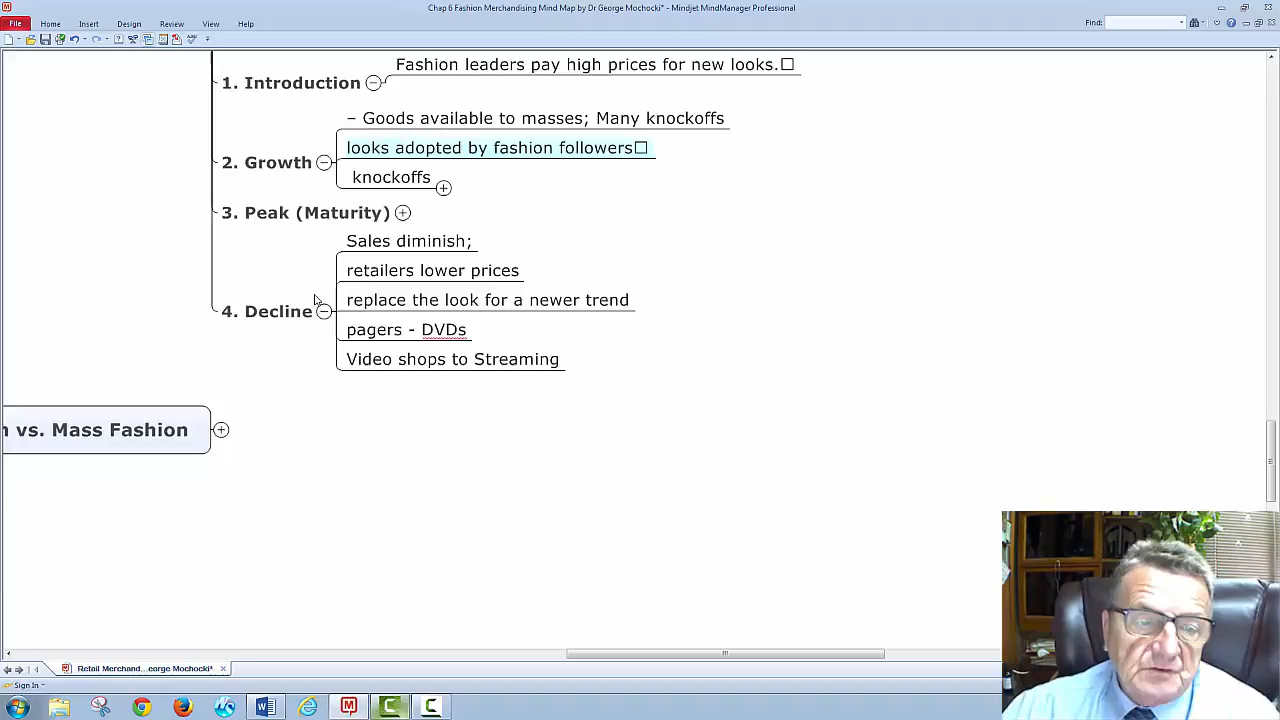 Chap 6 Fashion Merchandising Mind Map by Dr George Mochocki* - Mindjet MindManager Professional
File Home Insert Design Review View Help Find:
1. Introduction
Fashion leaders pay high prices for new looks.☐
2. Growth
– Goods available to masses; Many knockoffs
looks adopted by fashion followers☐
knockoffs
3. Peak (Maturity)
4. Decline
Sales diminish;
retailers lower prices
replace the look for a newer trend
pagers - DVDs
Video shops to Streaming
n vs. Mass Fashion
Retail Merchand...eorge Mochocki*
Sign In